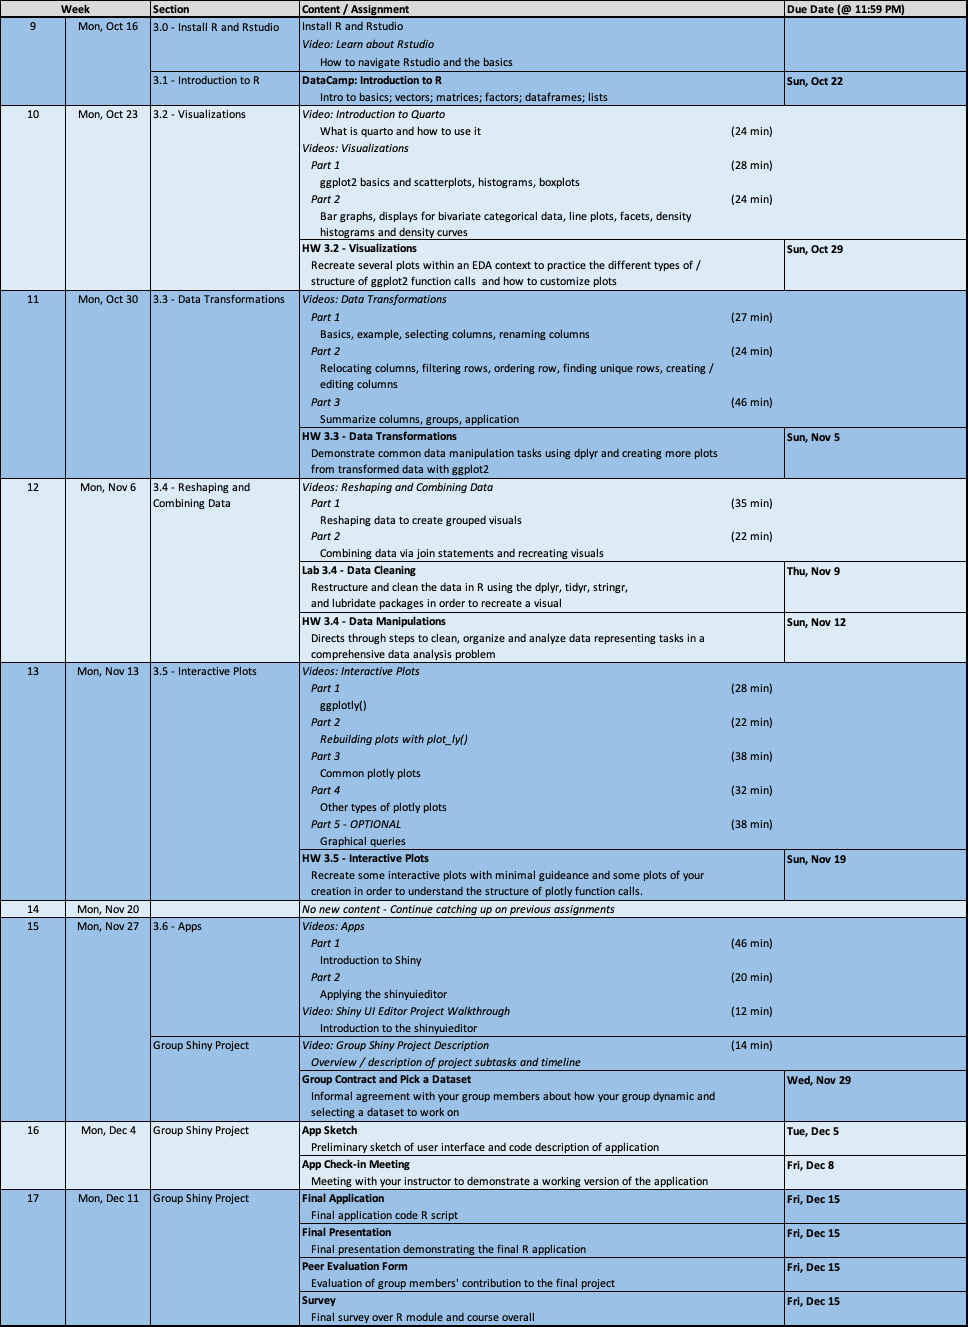 Week Section Content / Assignment Due Date (@ 11:59 PM)
9 Mon, Oct 16 3.0 - Install R and Rstudio Install R and Rstudio
Video: Learn about Rstudio
How to navigate Rstudio and the basics
3.1 - Introduction to R DataCamp: Introduction to R Sun, Oct 22
Intro to basics; vectors; matrices; factors; dataframes; lists
10 Mon, Oct 23 3.2 - Visualizations Video: Introduction to Quarto
What is quarto and how to use it (24 min)
Videos: Visualizations
Part 1 (28 min)
ggplot2 basics and scatterplots, histograms, boxplots
Part 2 (24 min)
Bar graphs, displays for bivariate categorical data, line plots, facets, density
histograms and density curves
HW 3.2 - Visualizations Sun, Oct 29
Recreate several plots within an EDA context to practice the different types of /
structure of ggplot2 function calls and how to customize plots
11 Mon, Oct 30 3.3 - Data Transformations Videos: Data Transformations
Part 1 (27 min)
Basics, example, selecting columns, renaming columns
Part 2 (24 min)
Relocating columns, filtering rows, ordering row, finding unique rows, creating /
editing columns
Part 3 (46 min)
Summarize columns, groups, application
HW 3.3 - Data Transformations Sun, Nov 5
Demonstrate common data manipulation tasks using dplyr and creating more plots
from transformed data with ggplot2
12 Mon, Nov 6 3.4 - Reshaping and Videos: Reshaping and Combining Data
Combining Data Part 1 (35 min)
Reshaping data to create grouped visuals
Part 2 (22 min)
Combining data via join statements and recreating visuals
Lab 3.4 - Data Cleaning Thu, Nov 9
Restructure and clean the data in R using the dplyr, tidyr, stringr,
and lubridate packages in order to recreate a visual
HW 3.4 - Data Manipulations Sun, Nov 12
Directs through steps to clean, organize and analyze data representing tasks in a
comprehensive data analysis problem
13 Mon, Nov 13 3.5 - Interactive Plots Videos: Interactive Plots
Part 1 (28 min)
ggplotly()
Part 2 (22 min)
Rebuilding plots with plot_ly()
Part 3 (38 min)
Common plotly plots
Part 4 (32 min)
Other types of plotly plots
Part 5 - OPTIONAL (38 min)
Graphical queries
HW 3.5 - Interactive Plots Sun, Nov 19
Recreate some interactive plots with minimal guideance and some plots of your
creation in order to understand the structure of plotly function calls.
14 Mon, Nov 20 No new content - Continue catching up on previous assignments
15 Mon, Nov 27 3.6 - Apps Videos: Apps
Part 1 (46 min)
Introduction to Shiny
Part 2 (20 min)
Applying the shinyuieditor
Video: Shiny UI Editor Project Walkthrough (12 min)
Introduction to the shinyuieditor
Group Shiny Project Video: Group Shiny Project Description (14 min)
Overview / description of project subtasks and timeline
Group Contract and Pick a Dataset Wed, Nov 29
Informal agreement with your group members about how your group dynamic and
selecting a dataset to work on
16 Mon, Dec 4 Group Shiny Project App Sketch Tue, Dec 5
Preliminary sketch of user interface and code description of application
App Check-in Meeting Fri, Dec 8
Meeting with your instructor to demonstrate a working version of the application
17 Mon, Dec 11 Group Shiny Project Final Application Fri, Dec 15
Final application code R script
Final Presentation Fri, Dec 15
Final presentation demonstrating the final R application
Peer Evaluation Form Fri, Dec 15
Evaluation of group members' contribution to the final project
Survey Fri, Dec 15
Final survey over R module and course overall